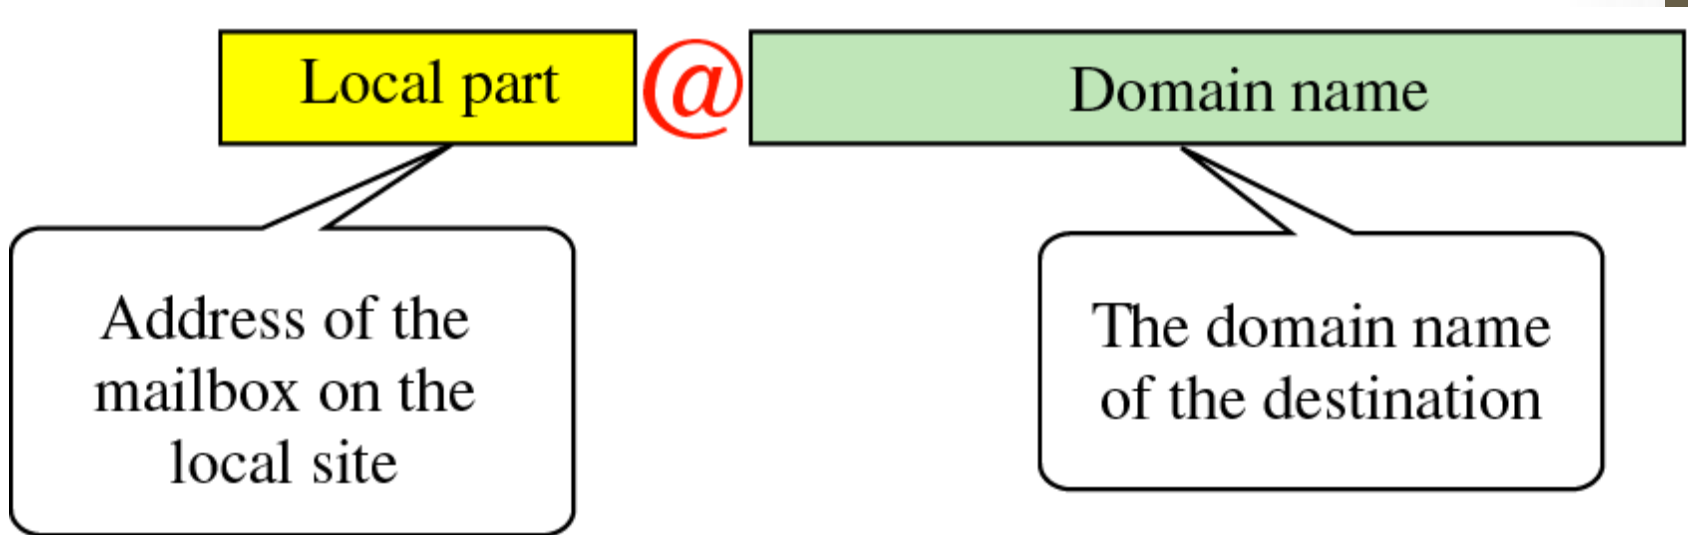 Local part @ Domain name
Address of the
mailbox on the
local site
The domain name
of the destination